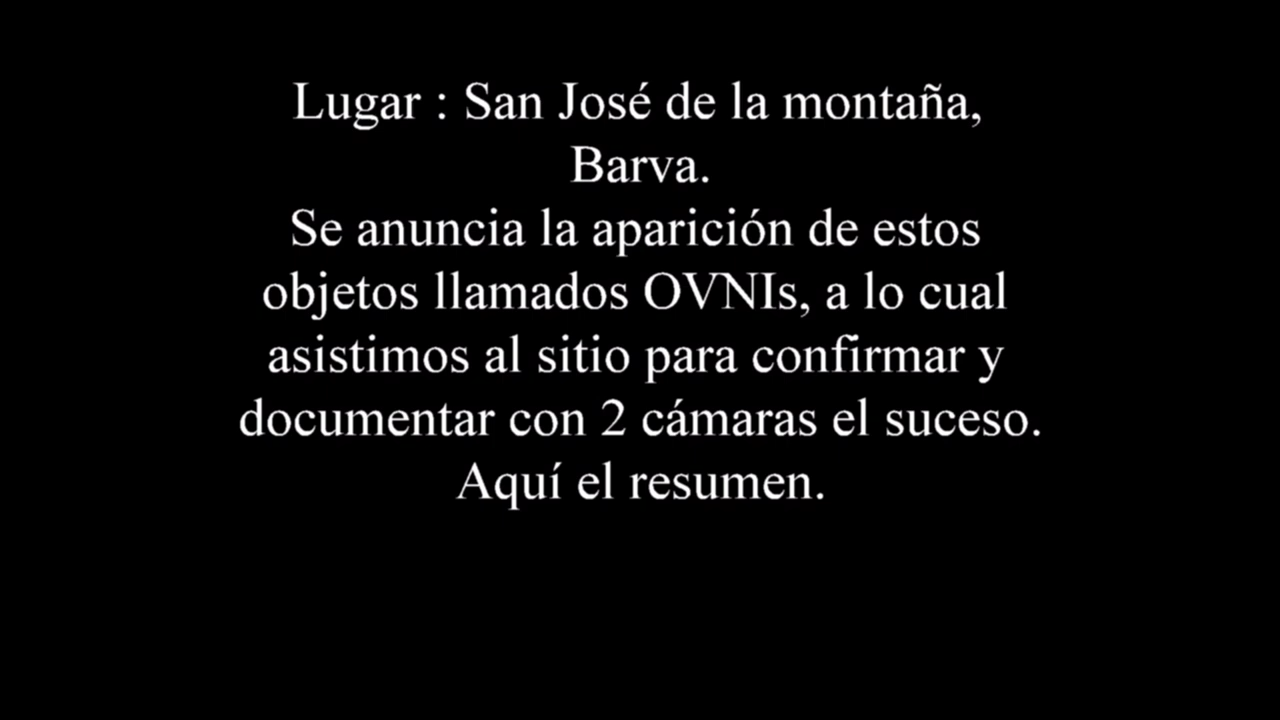 Lugar : San José de la montaña,
Barva.
Se anuncia la aparición de estos
objetos llamados OVNIs, a lo cual
asistimos al sitio para confirmar y
documentar con 2 cámaras el suceso.
Aquí el resumen.